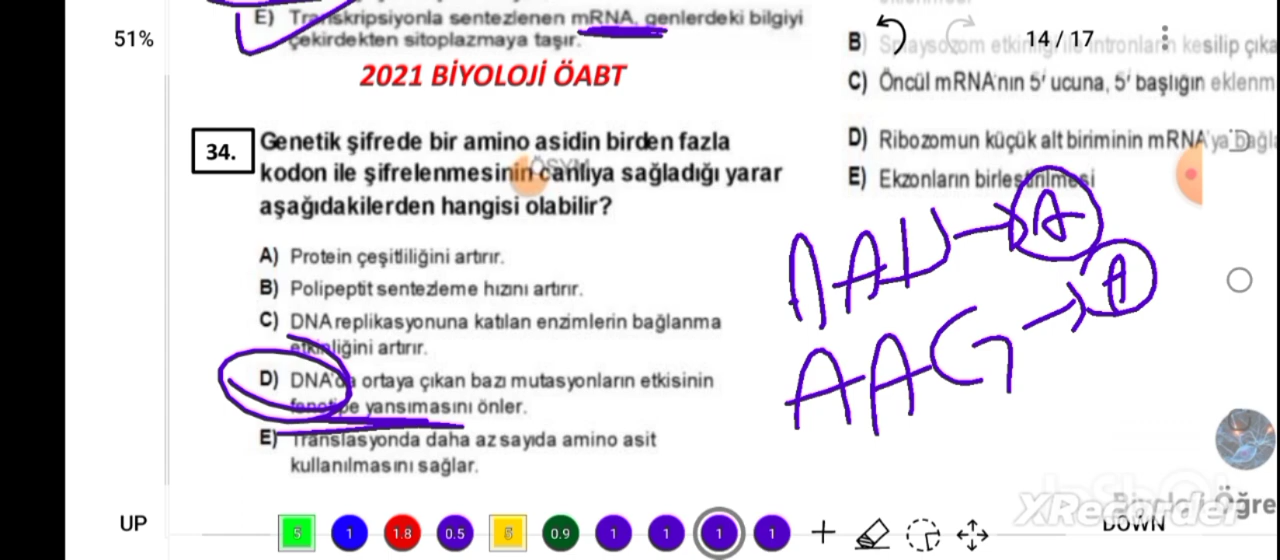 51%
E) Transkripsiyonla sentezlenen mRNA, genlerdeki bilgiyi
çekirdekten sitoplazmaya taşır.
2021 BİYOLOJİ ÖABT
34. Genetik şifrede bir amino asidin birden fazla
kodon ile şifrelenmesinin canlıya sağladığı yarar
aşağıdakilerden hangisi olabilir?
A) Protein çeşitliliğini artırır.
B) Polipeptit sentezleme hızını artırır.
C) DNA replikasyonuna katılan enzimlerin bağlanma
etkinliğini artırır.
D) DNA'da ortaya çıkan bazı mutasyonların etkisinin
fenotipe yansımasını önler.
E) Translasyonda daha az sayıda amino asit
kullanılmasını sağlar.
14 / 17
B) intronların kesilip çıka
C) Öncül mRNA'nın 5' ucuna, 5' başlığın eklenm
D) Ribozomun küçük alt biriminin mRNA'ya bağl
E) Ekzonların birleştirilmesi
AAU → A
AAG → A
UP
5 1 1.8 0.5 5 0.9 1 1 1 1
XRecorder
DOWN